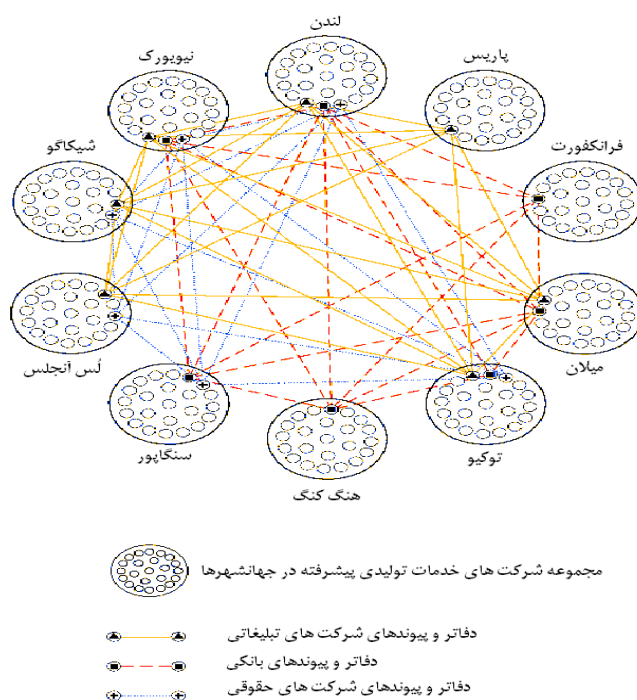 لندن
نیویورک
پاریس
شیکاگو
فرانکفورت
لُس آنجلس
میلان
سنگاپور
هنگ کنگ
توکیو
مجموعه شرکت های خدمات تولیدی پیشرفته در جهانشهرها
دفاتر و پیوندهای شرکت های تبلیغاتی
دفاتر و پیوندهای بانکی
دفاتر و پیوندهای شرکت های حقوقی